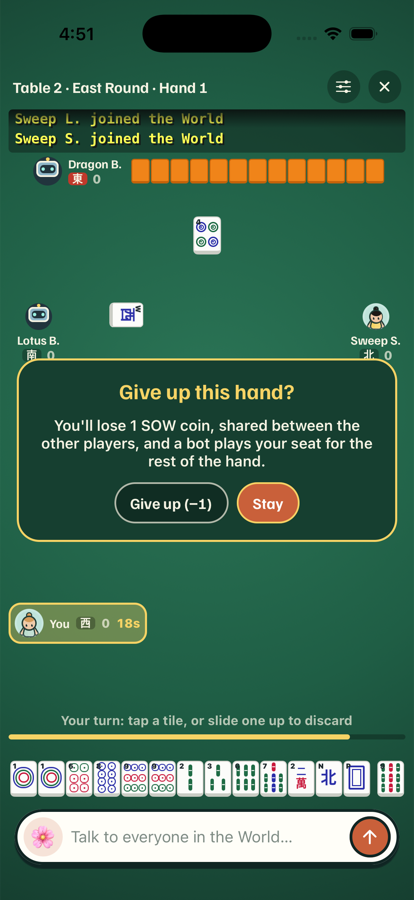 4:51
Table 2 · East Round · Hand 1
Sweep L. joined the World
Sweep S. joined the World
Dragon B.
東 0
Lotus B.
南 0
Sweep S.
北 0
Give up this hand?
You'll lose 1 SOW coin, shared between the
other players, and a bot plays your seat for the
rest of the hand.
Give up (−1)
Stay
You 西 0 18s
Your turn: tap a tile, or slide one up to discard
Talk to everyone in the World...